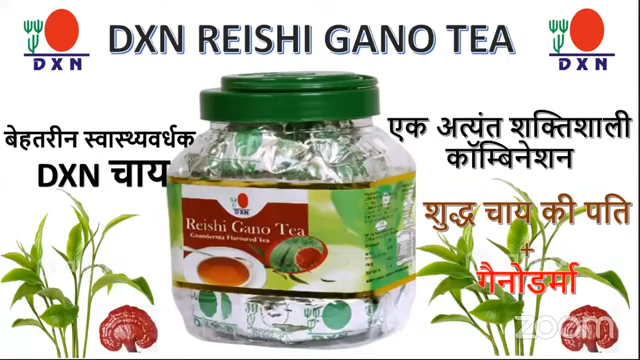 DXN
DXN REISHI GANO TEA
DXN
बेहतरीन स्वास्थ्यवर्धक
DXN चाय
एक अत्यंत शक्तिशाली
कॉम्बिनेशन
DXN
Reishi Gano Tea
Ganoderma Flavoured Tea
शुद्ध चाय की पति
+
गैनोडर्मा
zoom